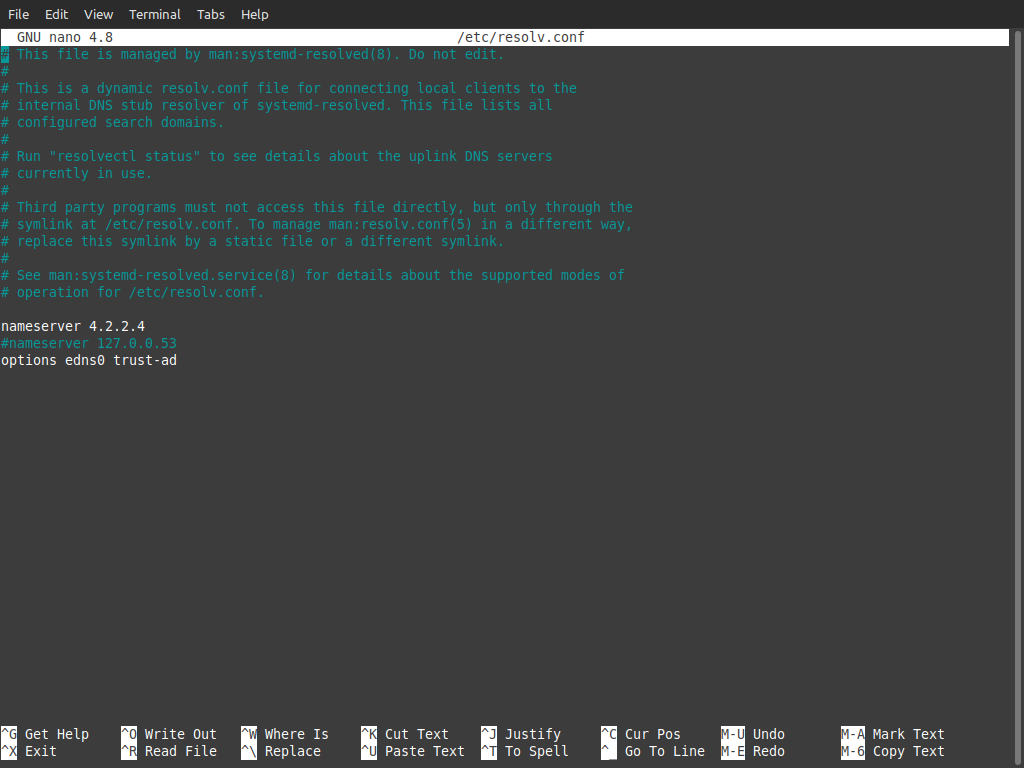 File Edit View Terminal Tabs Help
GNU nano 4.8 /etc/resolv.conf
# This file is managed by man:systemd-resolved(8). Do not edit.
#
# This is a dynamic resolv.conf file for connecting local clients to the
# internal DNS stub resolver of systemd-resolved. This file lists all
# configured search domains.
#
# Run "resolvectl status" to see details about the uplink DNS servers
# currently in use.
#
# Third party programs must not access this file directly, but only through the
# symlink at /etc/resolv.conf. To manage man:resolv.conf(5) in a different way,
# replace this symlink by a static file or a different symlink.
#
# See man:systemd-resolved.service(8) for details about the supported modes of
# operation for /etc/resolv.conf.
nameserver 4.2.2.4
#nameserver 127.0.0.53
options edns0 trust-ad
^G Get Help ^O Write Out ^W Where Is ^K Cut Text ^J Justify ^C Cur Pos M-U Undo M-A Mark Text
^X Exit ^R Read File ^\ Replace ^U Paste Text ^T To Spell ^_ Go To Line M-E Redo M-6 Copy Text